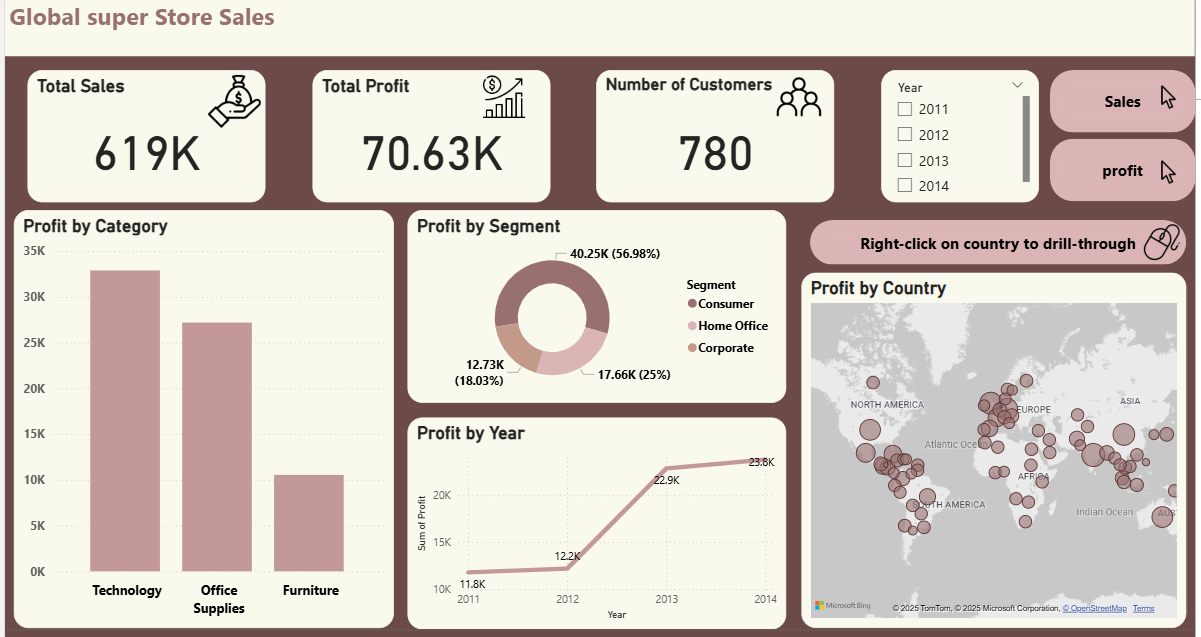 Global super Store Sales
Total Sales
619K
Total Profit
70.63K
Number of Customers
780
Year
2011
2012
2013
2014
Sales
profit
Profit by Category
35K
30K
25K
20K
15K
10K
5K
0K
Technology
Office
Supplies
Furniture
Profit by Segment
40.25K (56.98%)
12.73K
(18.03%)
17.66K (25%)
Segment
Consumer
Home Office
Corporate
Profit by Year
Sum of Profit
20K
15K
10K
11.8K
12.2K
22.9K
23.8K
2011
2012
2013
2014
Year
Right-click on country to drill-through
Profit by Country
NORTH AMERICA
EUROPE
ASIA
Atlantic Ocean
AFRICA
SOUTH AMERICA
Indian Ocean
AUS
Microsoft Bing
© 2025 TomTom, © 2025 Microsoft Corporation, © OpenStreetMap Terms